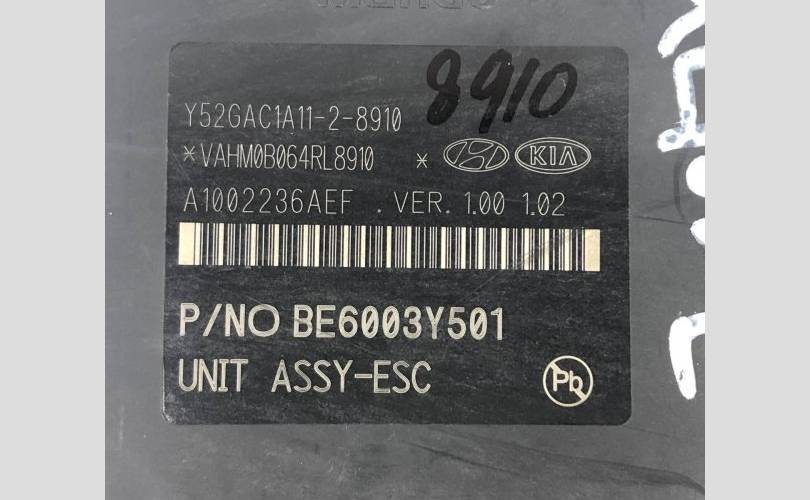 8910
Y52GAC1A11-2-8910
*VAHM0B064RL8910 * KIA
A1002236AEF . VER. 1.00 1.02
P/NO BE6003Y501
UNIT ASSY-ESC
Pb